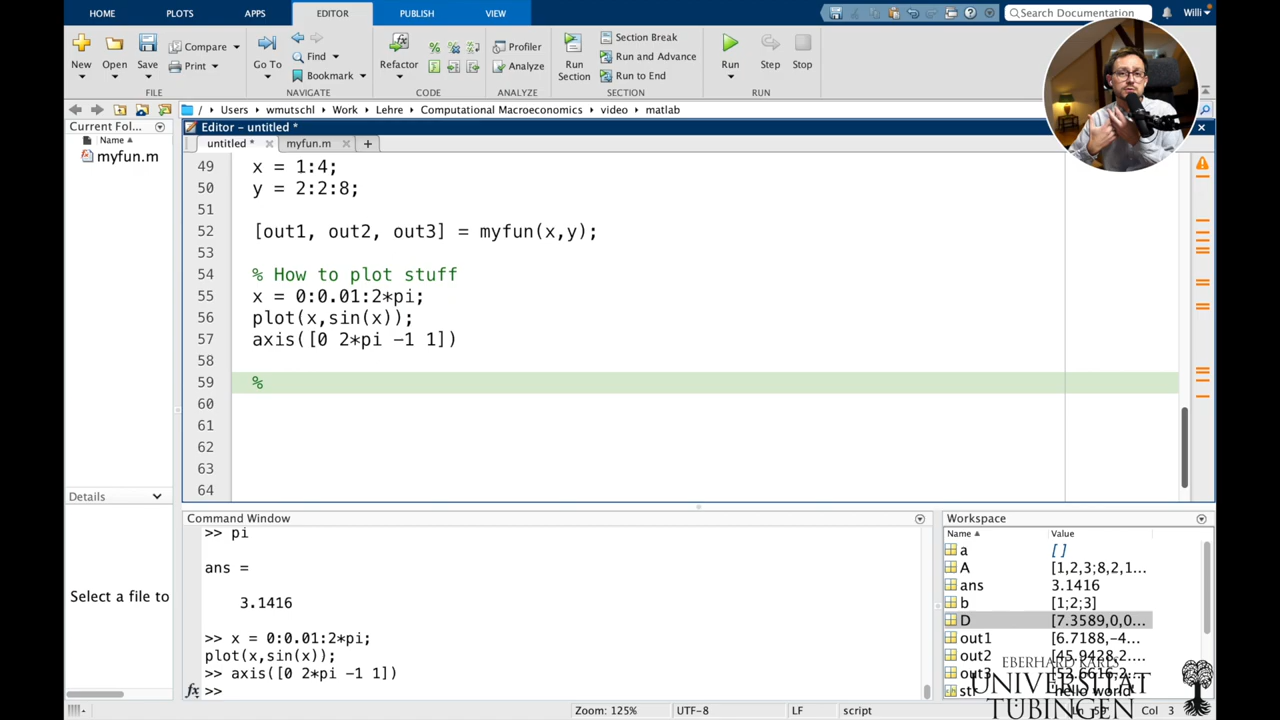 HOME PLOTS APPS EDITOR PUBLISH VIEW Search Documentation Willi
New Open Save Compare Print Go To Find Bookmark Refactor Profiler Analyze Run Section Section Break Run and Advance Run to End Run Step Stop
FILE NAVIGATE CODE ANALYZE SECTION RUN
/ Users wmutschl Work Lehre Computational Macroeconomics video matlab
Current Fol...
Name
myfun.m
Details
Select a file to
Editor - untitled *
untitled * myfun.m +
49 x = 1:4;
50 y = 2:2:8;
51
52 [out1, out2, out3] = myfun(x,y);
53
54 % How to plot stuff
55 x = 0:0.01:2*pi;
56 plot(x,sin(x));
57 axis([0 2*pi -1 1])
58
59 %
60
61
62
63
64
Command Window
>> pi
ans =
3.1416
>> x = 0:0.01:2*pi;
plot(x,sin(x));
>> axis([0 2*pi -1 1])
fx >>
Workspace
Name Value
a []
A [1,2,3;8,2,1...
ans 3.1416
b [1;2;3]
D [7.3589,0,0...
out1 [6.7188,-4...
out2 [45.9428,2...
out3 [52.6616,2...
str 'hello world'
EBERHARD KARLS
UNIVERSITÄT
TÜBINGEN
Zoom: 125% UTF-8 LF script Ln 59 Col 3